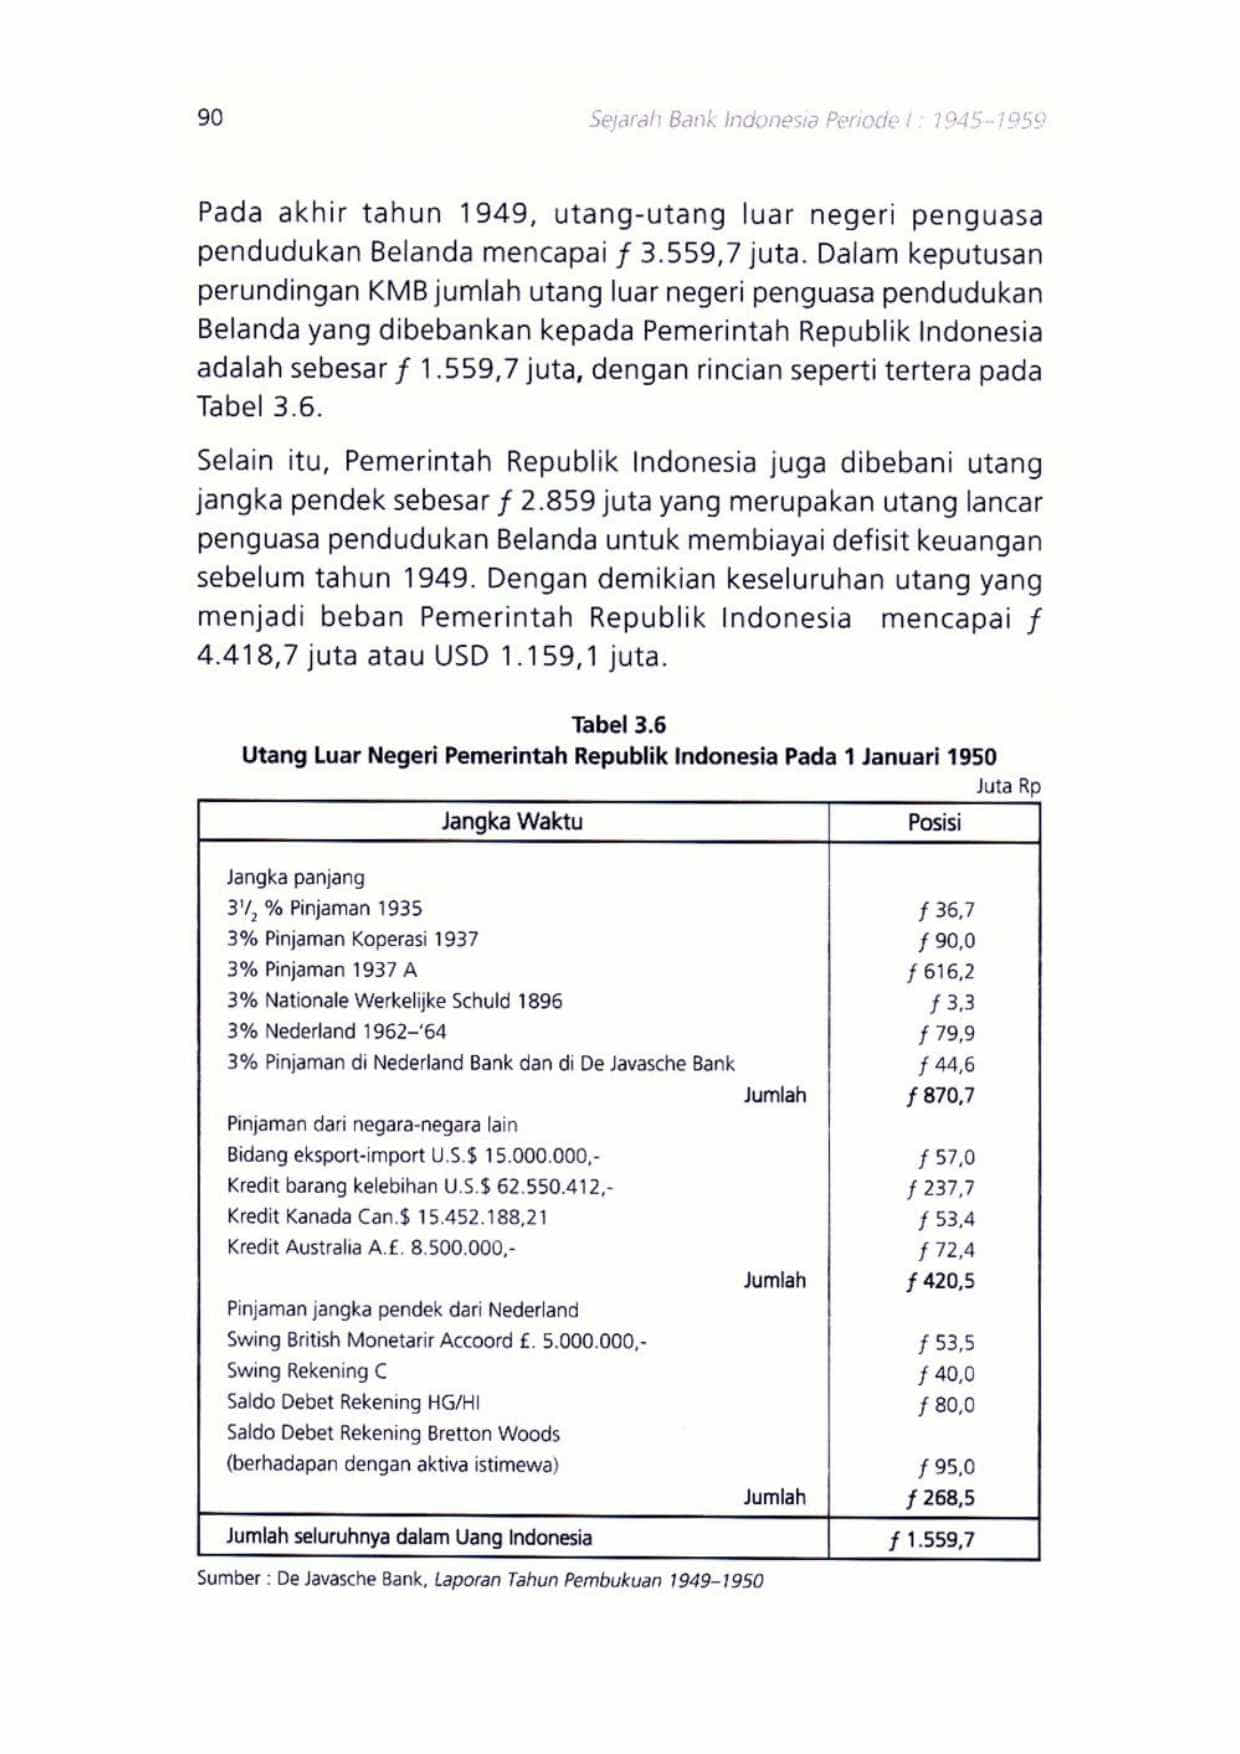 90 Sejarah Bank Indonesia Periode I : 1945–1959
Pada akhir tahun 1949, utang-utang luar negeri penguasa
pendudukan Belanda mencapai ƒ 3.559,7 juta. Dalam keputusan
perundingan KMB jumlah utang luar negeri penguasa pendudukan
Belanda yang dibebankan kepada Pemerintah Republik Indonesia
adalah sebesar ƒ 1.559,7 juta, dengan rincian seperti tertera pada
Tabel 3.6.
Selain itu, Pemerintah Republik Indonesia juga dibebani utang
jangka pendek sebesar ƒ 2.859 juta yang merupakan utang lancar
penguasa pendudukan Belanda untuk membiayai defisit keuangan
sebelum tahun 1949. Dengan demikian keseluruhan utang yang
menjadi beban Pemerintah Republik Indonesia mencapai ƒ
4.418,7 juta atau USD 1.159,1 juta.
Tabel 3.6
Utang Luar Negeri Pemerintah Republik Indonesia Pada 1 Januari 1950
Juta Rp
Jangka Waktu Posisi
Jangka panjang
3½ % Pinjaman 1935 ƒ 36,7
3% Pinjaman Koperasi 1937 ƒ 90,0
3% Pinjaman 1937 A ƒ 616,2
3% Nationale Werkelijke Schuld 1896 ƒ 3,3
3% Nederland 1962–‘64 ƒ 79,9
3% Pinjaman di Nederland Bank dan di De Javasche Bank ƒ 44,6
Jumlah ƒ 870,7
Pinjaman dari negara-negara lain
Bidang eksport-import U.S.$ 15.000.000,- ƒ 57,0
Kredit barang kelebihan U.S.$ 62.550.412,- ƒ 237,7
Kredit Kanada Can.$ 15.452.188,21 ƒ 53,4
Kredit Australia A.£. 8.500.000,- ƒ 72,4
Jumlah ƒ 420,5
Pinjaman jangka pendek dari Nederland
Swing British Monetarir Accoord £. 5.000.000,- ƒ 53,5
Swing Rekening C ƒ 40,0
Saldo Debet Rekening HG/HI ƒ 80,0
Saldo Debet Rekening Bretton Woods
(berhadapan dengan aktiva istimewa) ƒ 95,0
Jumlah ƒ 268,5
Jumlah seluruhnya dalam Uang Indonesia ƒ 1.559,7
Sumber : De Javasche Bank, Laporan Tahun Pembukuan 1949–1950